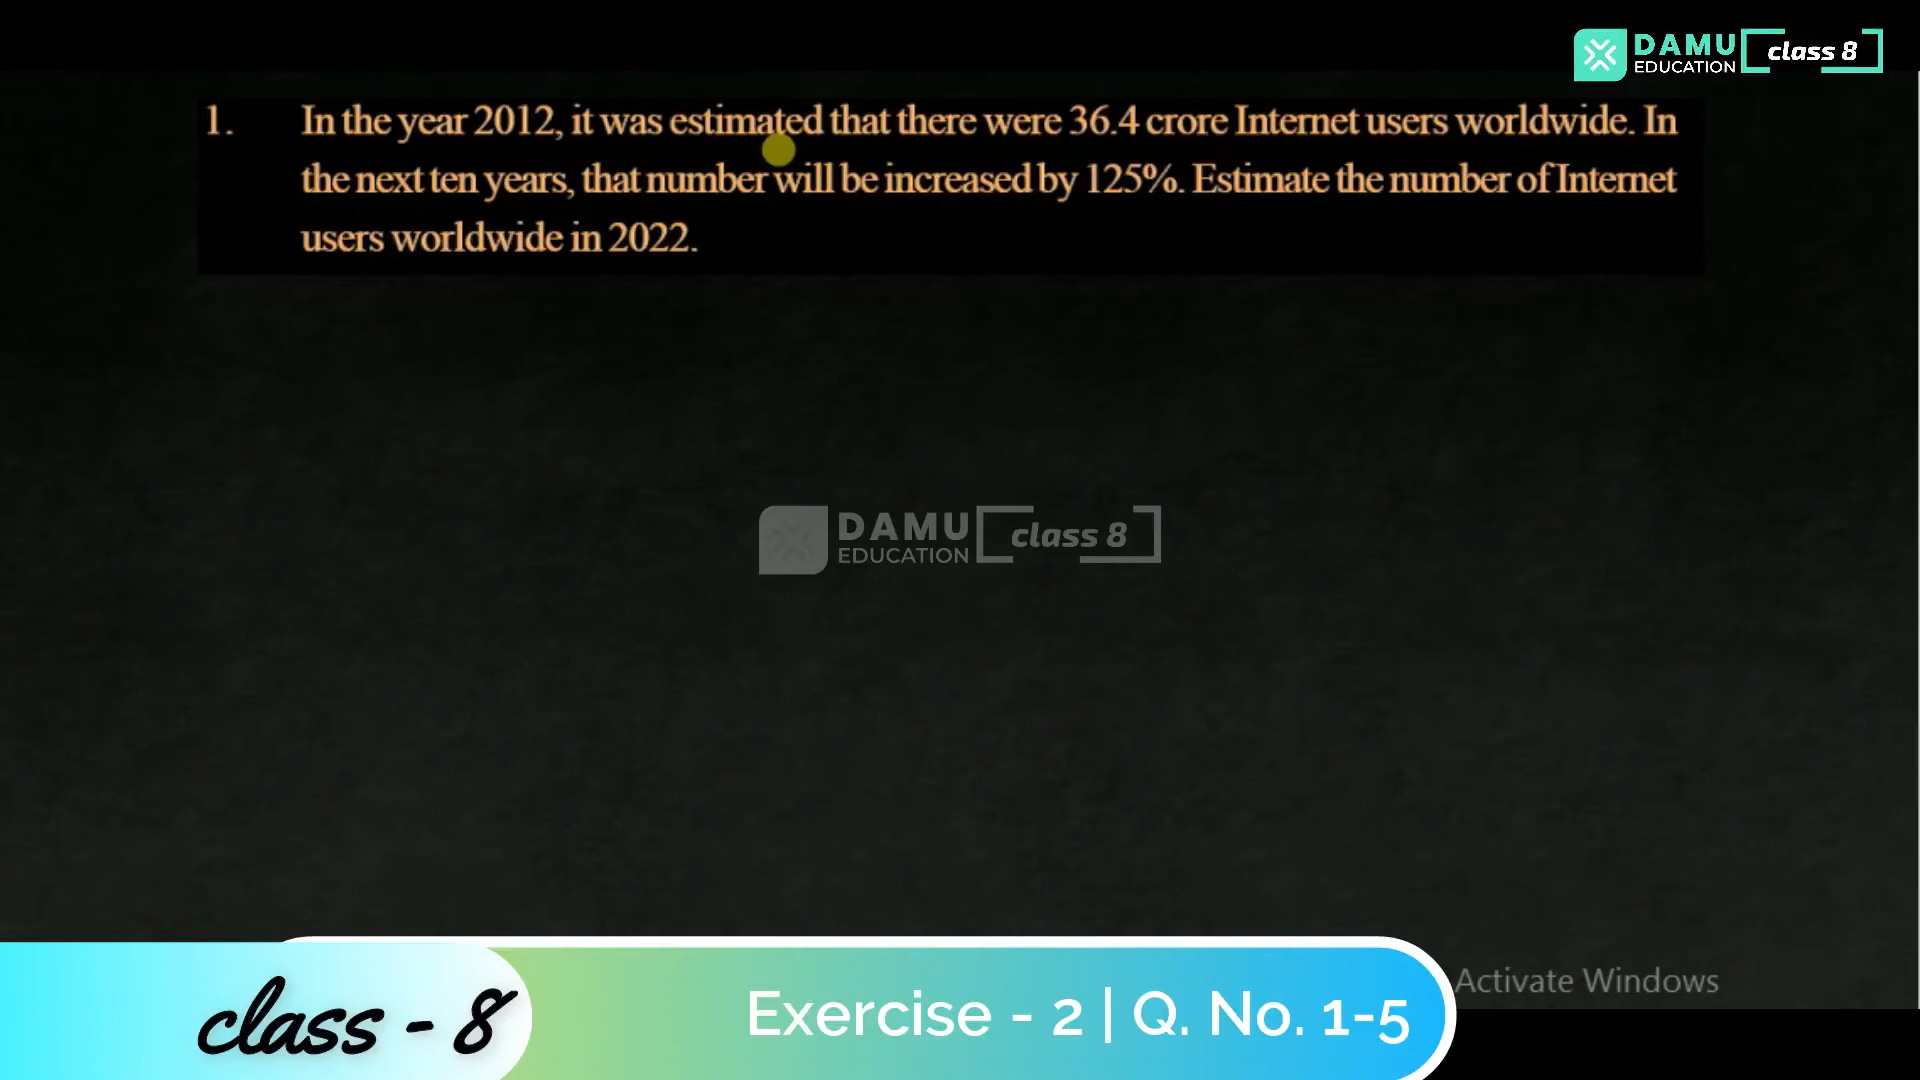 DAMU
EDUCATION
class 8
1. In the year 2012, it was estimated that there were 36.4 crore Internet users worldwide. In
the next ten years, that number will be increased by 125%. Estimate the number of Internet
users worldwide in 2022.
DAMU
EDUCATION
class 8
Activate Windows
class - 8
Exercise - 2 | Q. No. 1-5